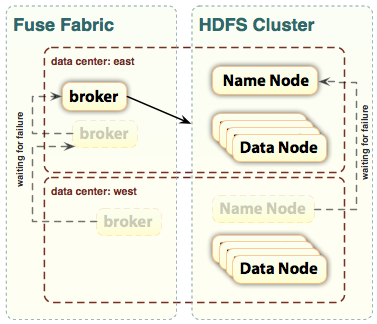 Fuse Fabric
HDFS Cluster
data center: east
broker
Name Node
broker
Data Node
waiting for failure
waiting for failure
data center: west
broker
Name Node
Data Node